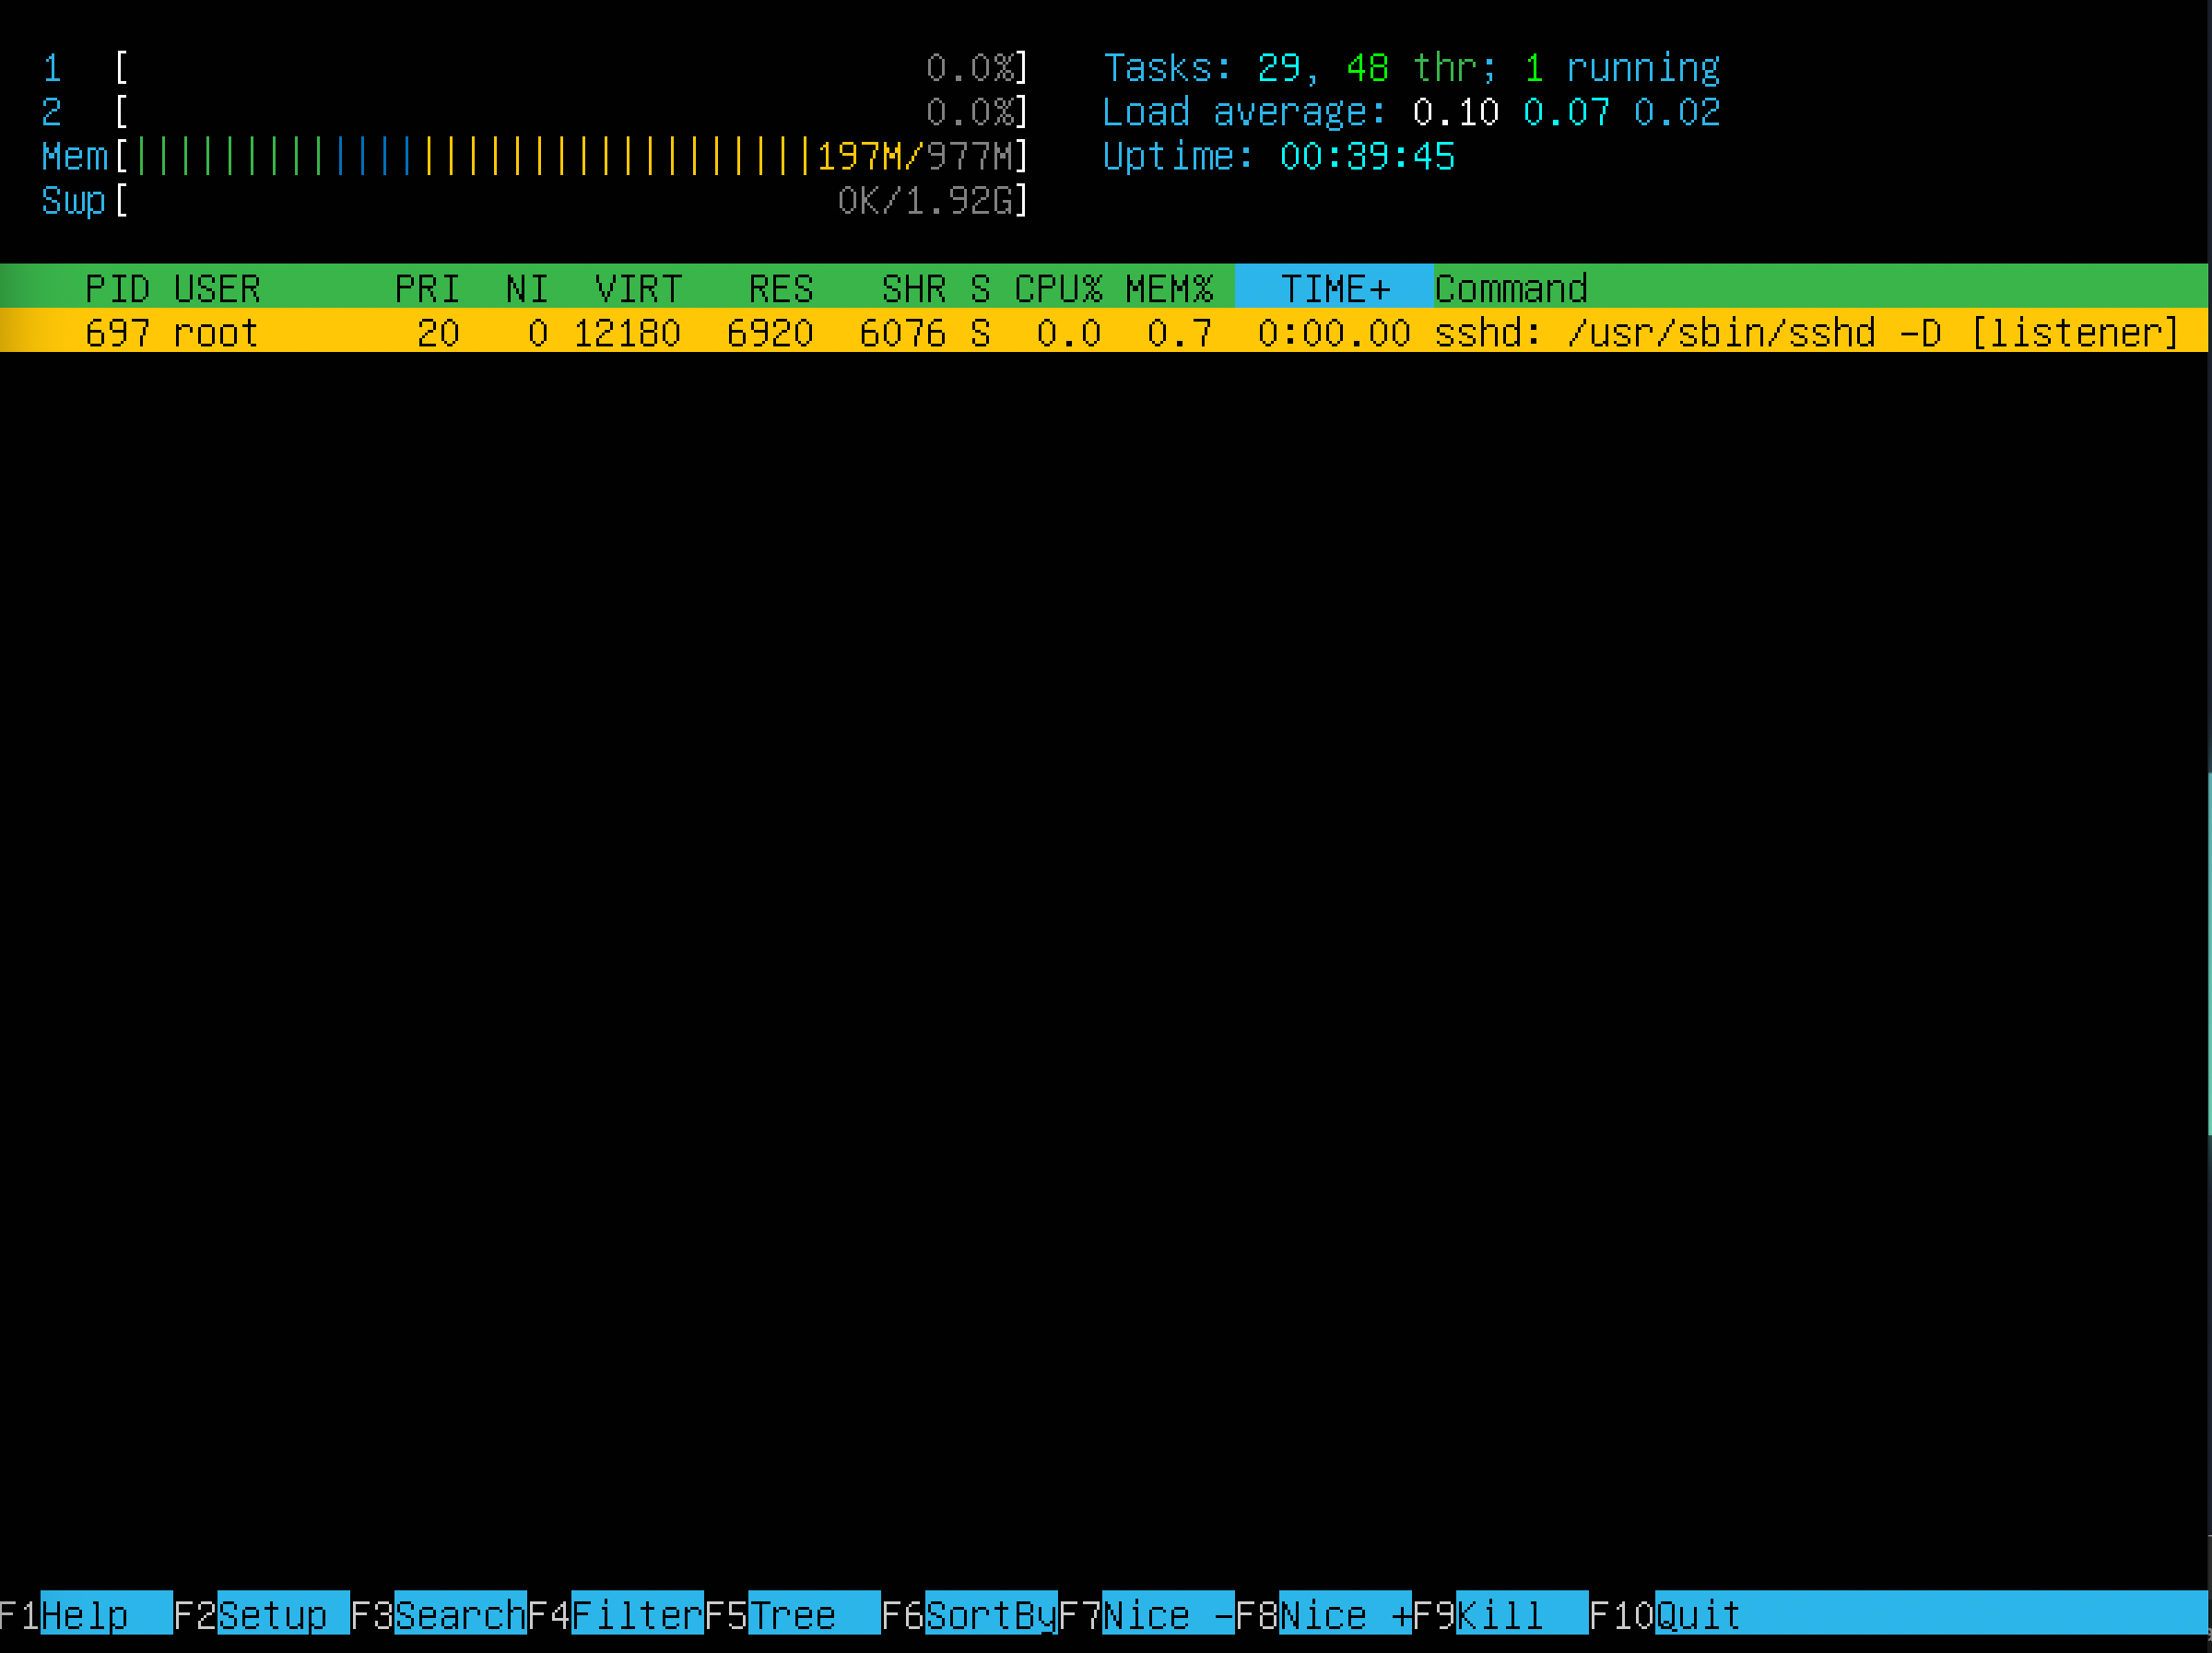 1 [ 0.0%] Tasks: 29, 48 thr; 1 running
2 [ 0.0%] Load average: 0.10 0.07 0.02
Mem[|||||||||||||||||||||||||||||||197M/977M] Uptime: 00:39:45
Swp[ 0K/1.92G]
PID USER PRI NI VIRT RES SHR S CPU% MEM% TIME+ Command
697 root 20 0 12180 6920 6076 S 0.0 0.7 0:00.00 sshd: /usr/sbin/sshd -D [listener]
F1Help F2Setup F3SearchF4FilterF5Tree F6SortByF7Nice -F8Nice +F9Kill F10Quit